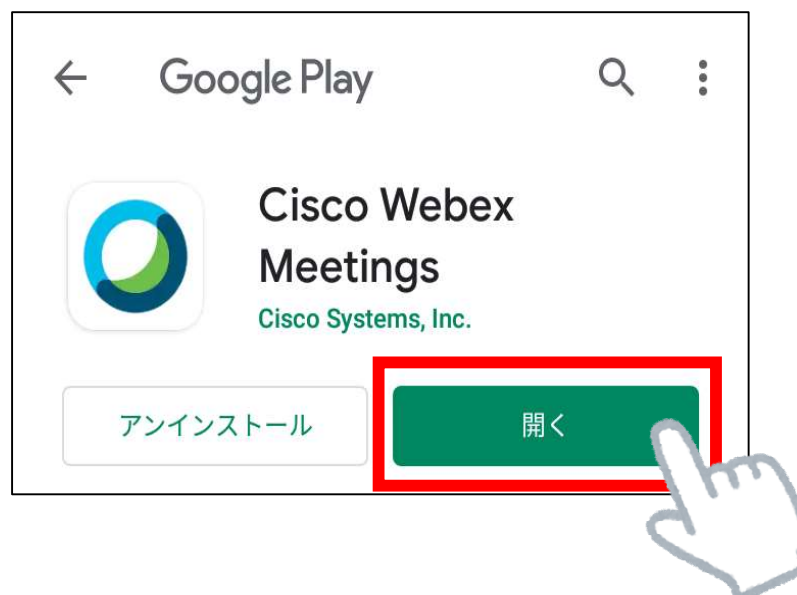 Google Play
Cisco Webex
Meetings
Cisco Systems, Inc.
アンインストール
開く